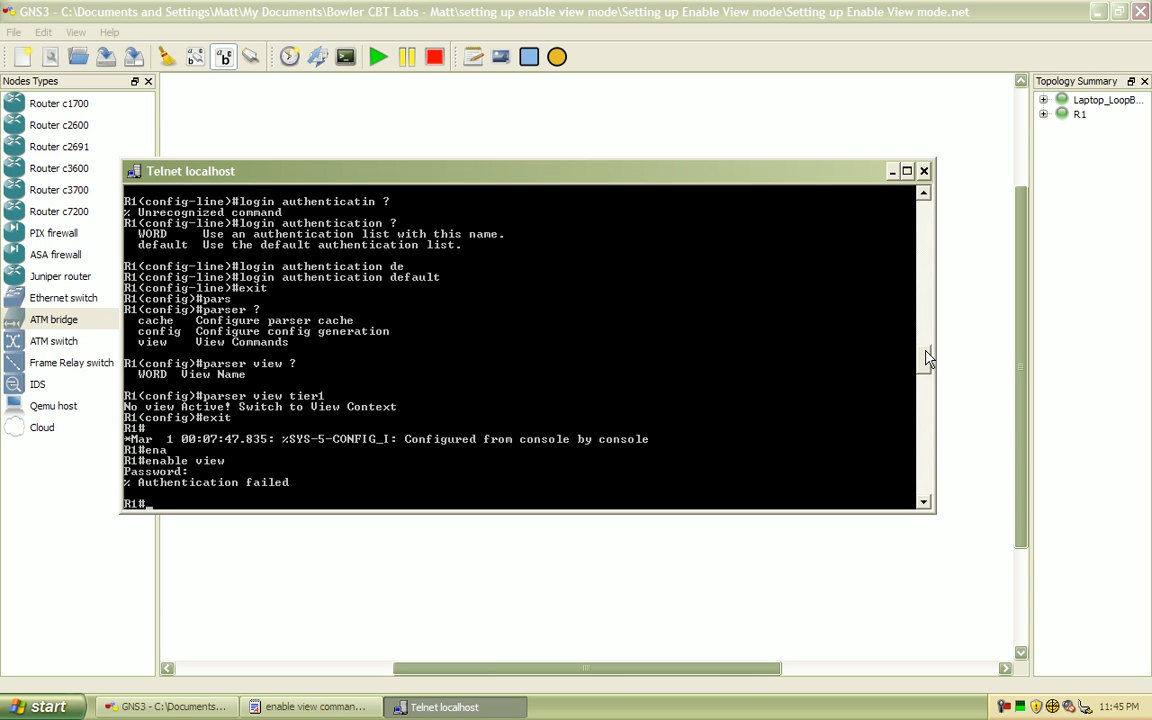 GNS3 - C:\Documents and Settings\Matt\My Documents\Bowler CBT Labs - Matt\setting up enable view mode\Setting up Enable View mode\Setting up Enable View mode.net
File Edit View Help
Nodes Types
Router c1700
Router c2600
Router c2691
Router c3600
Router c3700
Router c7200
PIX firewall
ASA firewall
Juniper router
Ethernet switch
ATM bridge
ATM switch
Frame Relay switch
IDS
Qemu host
Cloud
Telnet localhost
R1(config-line)#login authenticatin ?
% Unrecognized command
R1(config-line)#login authentication ?
WORD Use an authentication list with this name.
default Use the default authentication list.
R1(config-line)#login authentication de
R1(config-line)#login authentication default
R1(config-line)#exit
R1(config)#pars
R1(config)#parser ?
cache Configure parser cache
config Configure config generation
view View Commands
R1(config)#parser view ?
WORD View Name
R1(config)#parser view tier1
No view Active! Switch to View Context
R1(config)#exit
R1#
*Mar 1 00:07:47.835: %SYS-5-CONFIG_I: Configured from console by console
R1#ena
R1#enable view
Password:
% Authentication failed
R1#_
Topology Summary
Laptop_LoopB...
R1
start
GNS3 - C:\Documents...
enable view comman...
Telnet localhost
11:45 PM